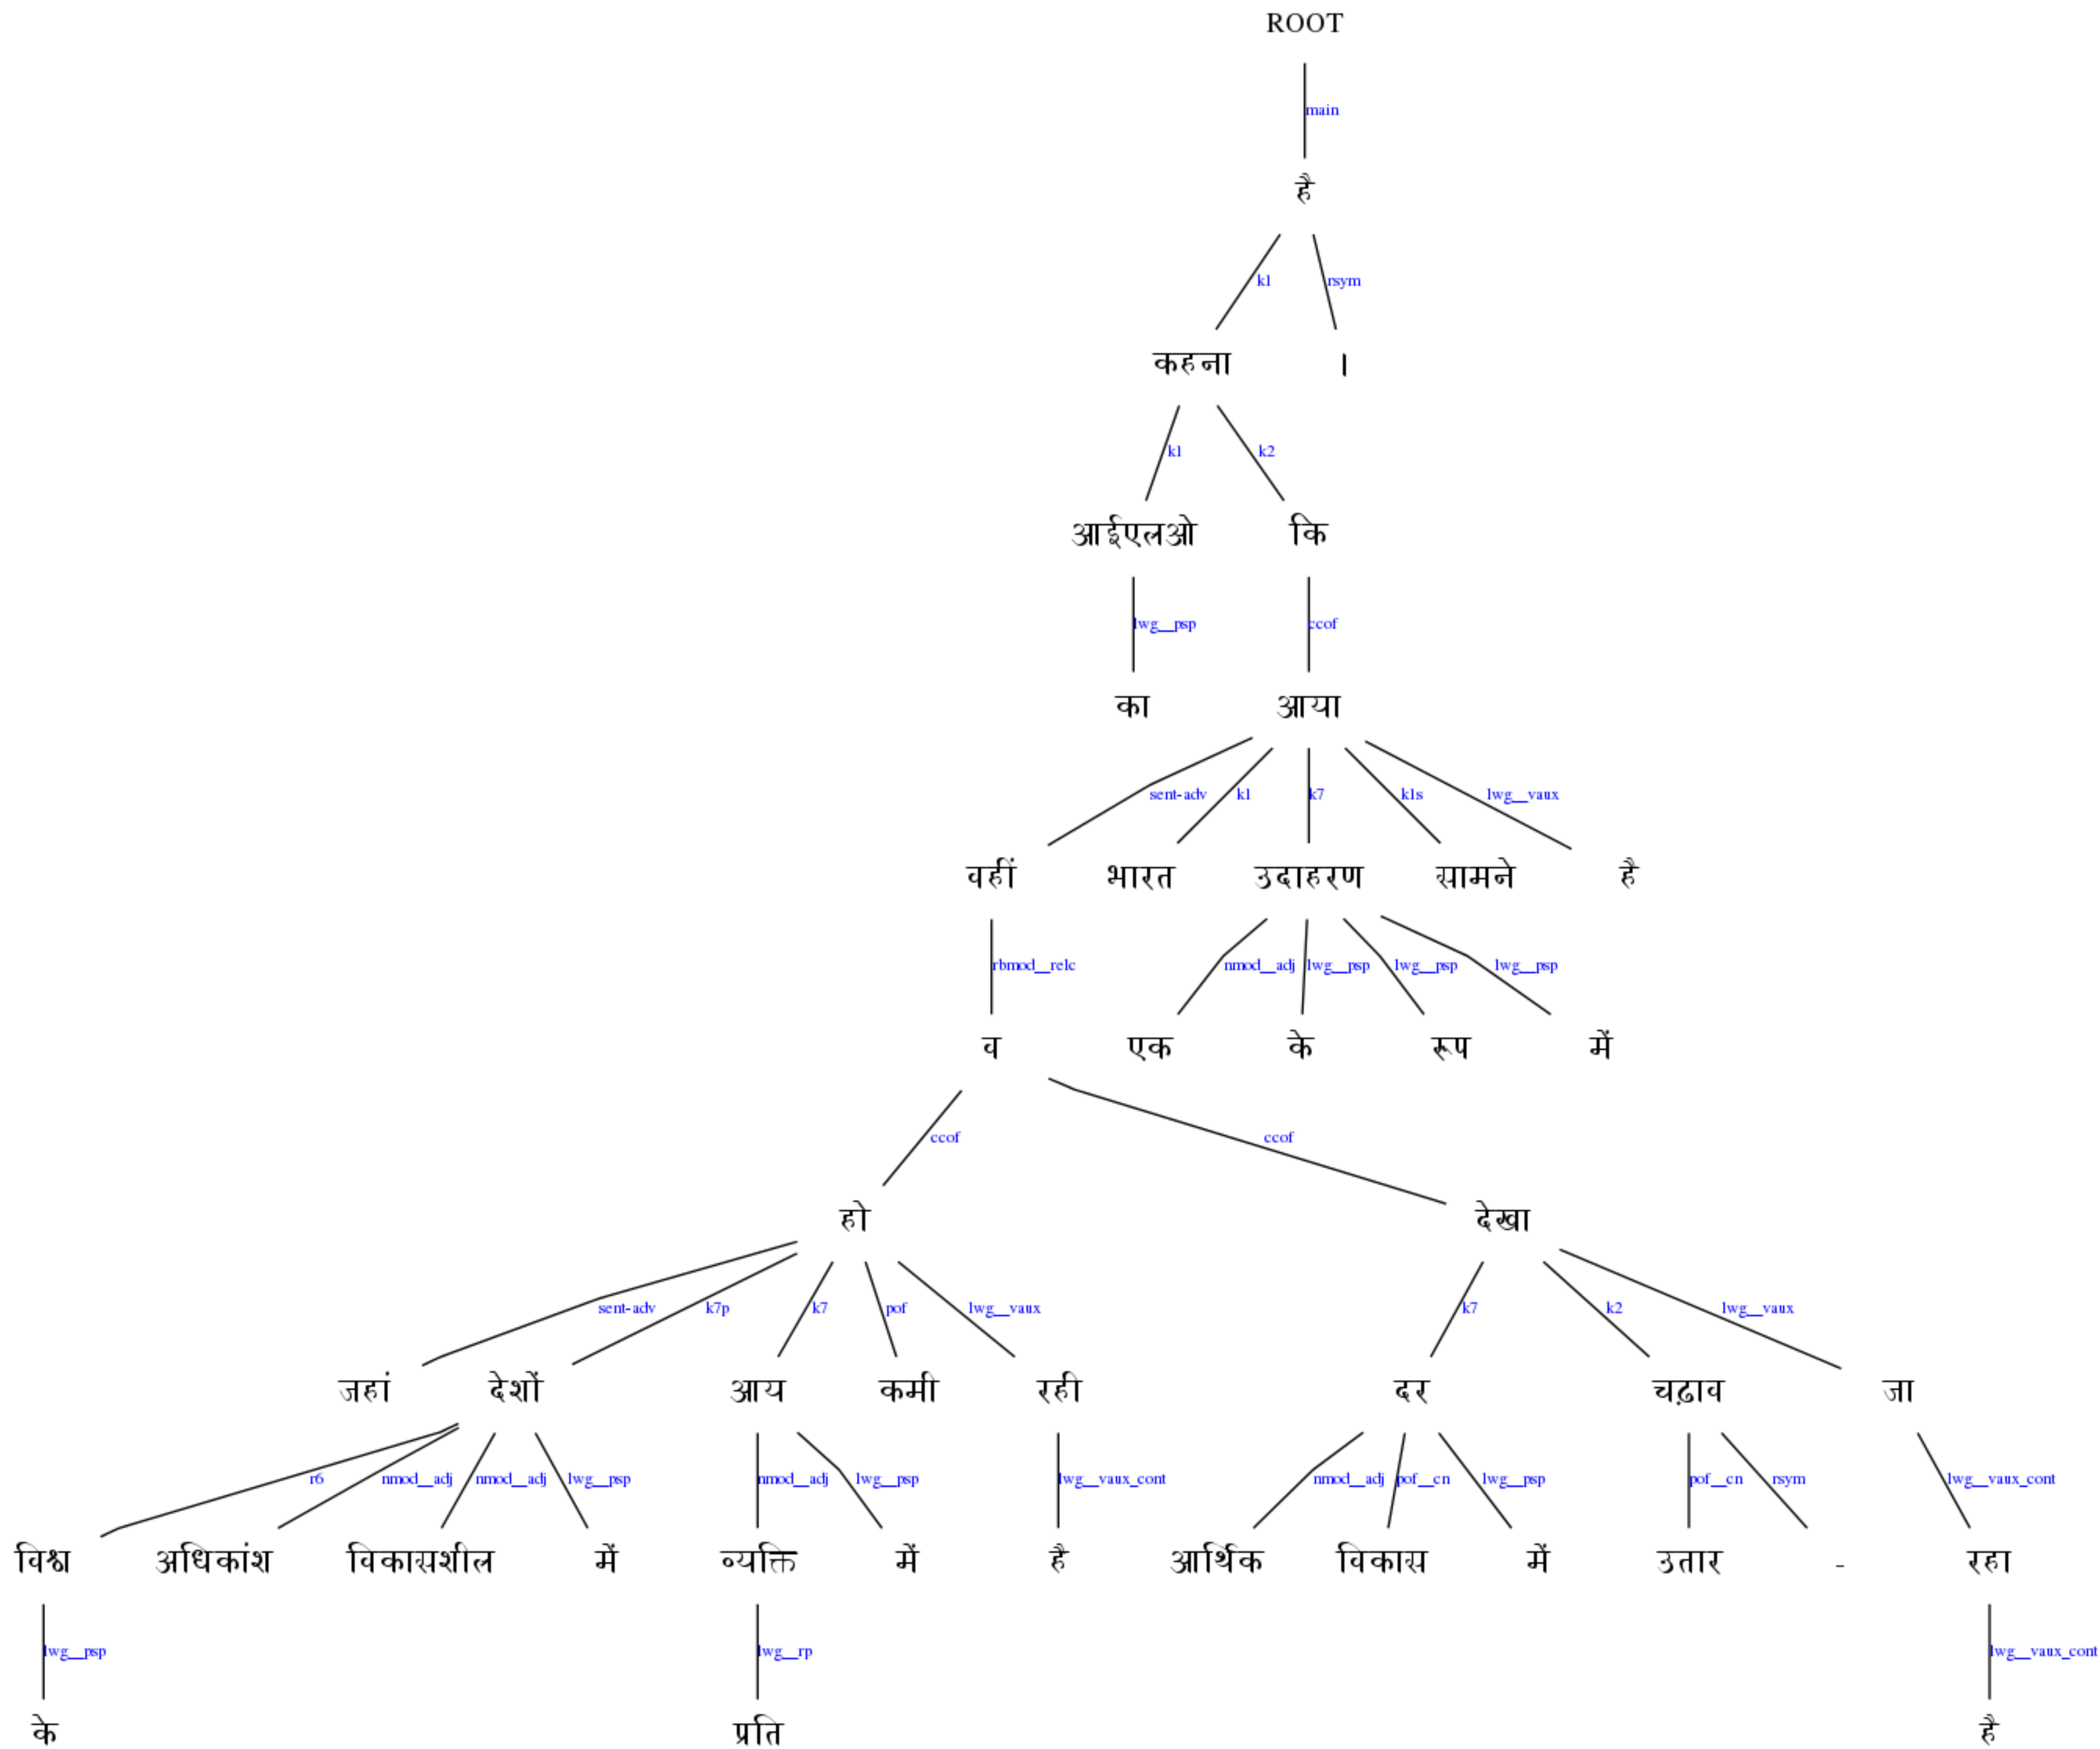 ROOT
main
है
k1 rsym
कहना ।
k1 k2
आईएलओ कि
lwg__psp ccof
का आया
sent-adv k1 k7 k1s lwg__vaux
वहीं भारत उदाहरण सामने है
rbmod__relc nmod__adj lwg__psp lwg__psp lwg__psp
व एक के रूप में
ccof ccof
हो देखा
sent-adv k7p k7 pof lwg__vaux k7 k2 lwg__vaux
जहां देशों आय कमी रही दर चढ़ाव जा
r6 nmod__adj nmod__adj lwg__psp nmod__adj lwg__psp lwg__vaux_cont nmod__adj pof__cn lwg__psp pof__cn rsym lwg__vaux_cont
विश्व अधिकांश विकासशील में व्यक्ति में है आर्थिक विकास में उतार - रहा
lwg__psp lwg__rp lwg__vaux_cont
के प्रति है